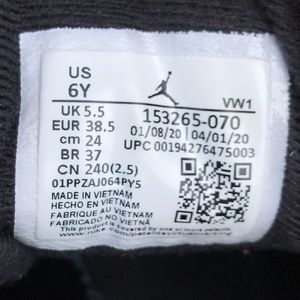 US
6Y
VW1
UK 5.5
EUR 38.5
cm 24
BR 37
CN 240(2.5)
153265-070
01/08/20 04/01/20
UPC 00194276475003
01PPZAJ064PY5
MADE IN VIETNAM
HECHO EN VIETNAM
FABRIQUE AU VIETNAM
FABRICADO NO VIETNÃ